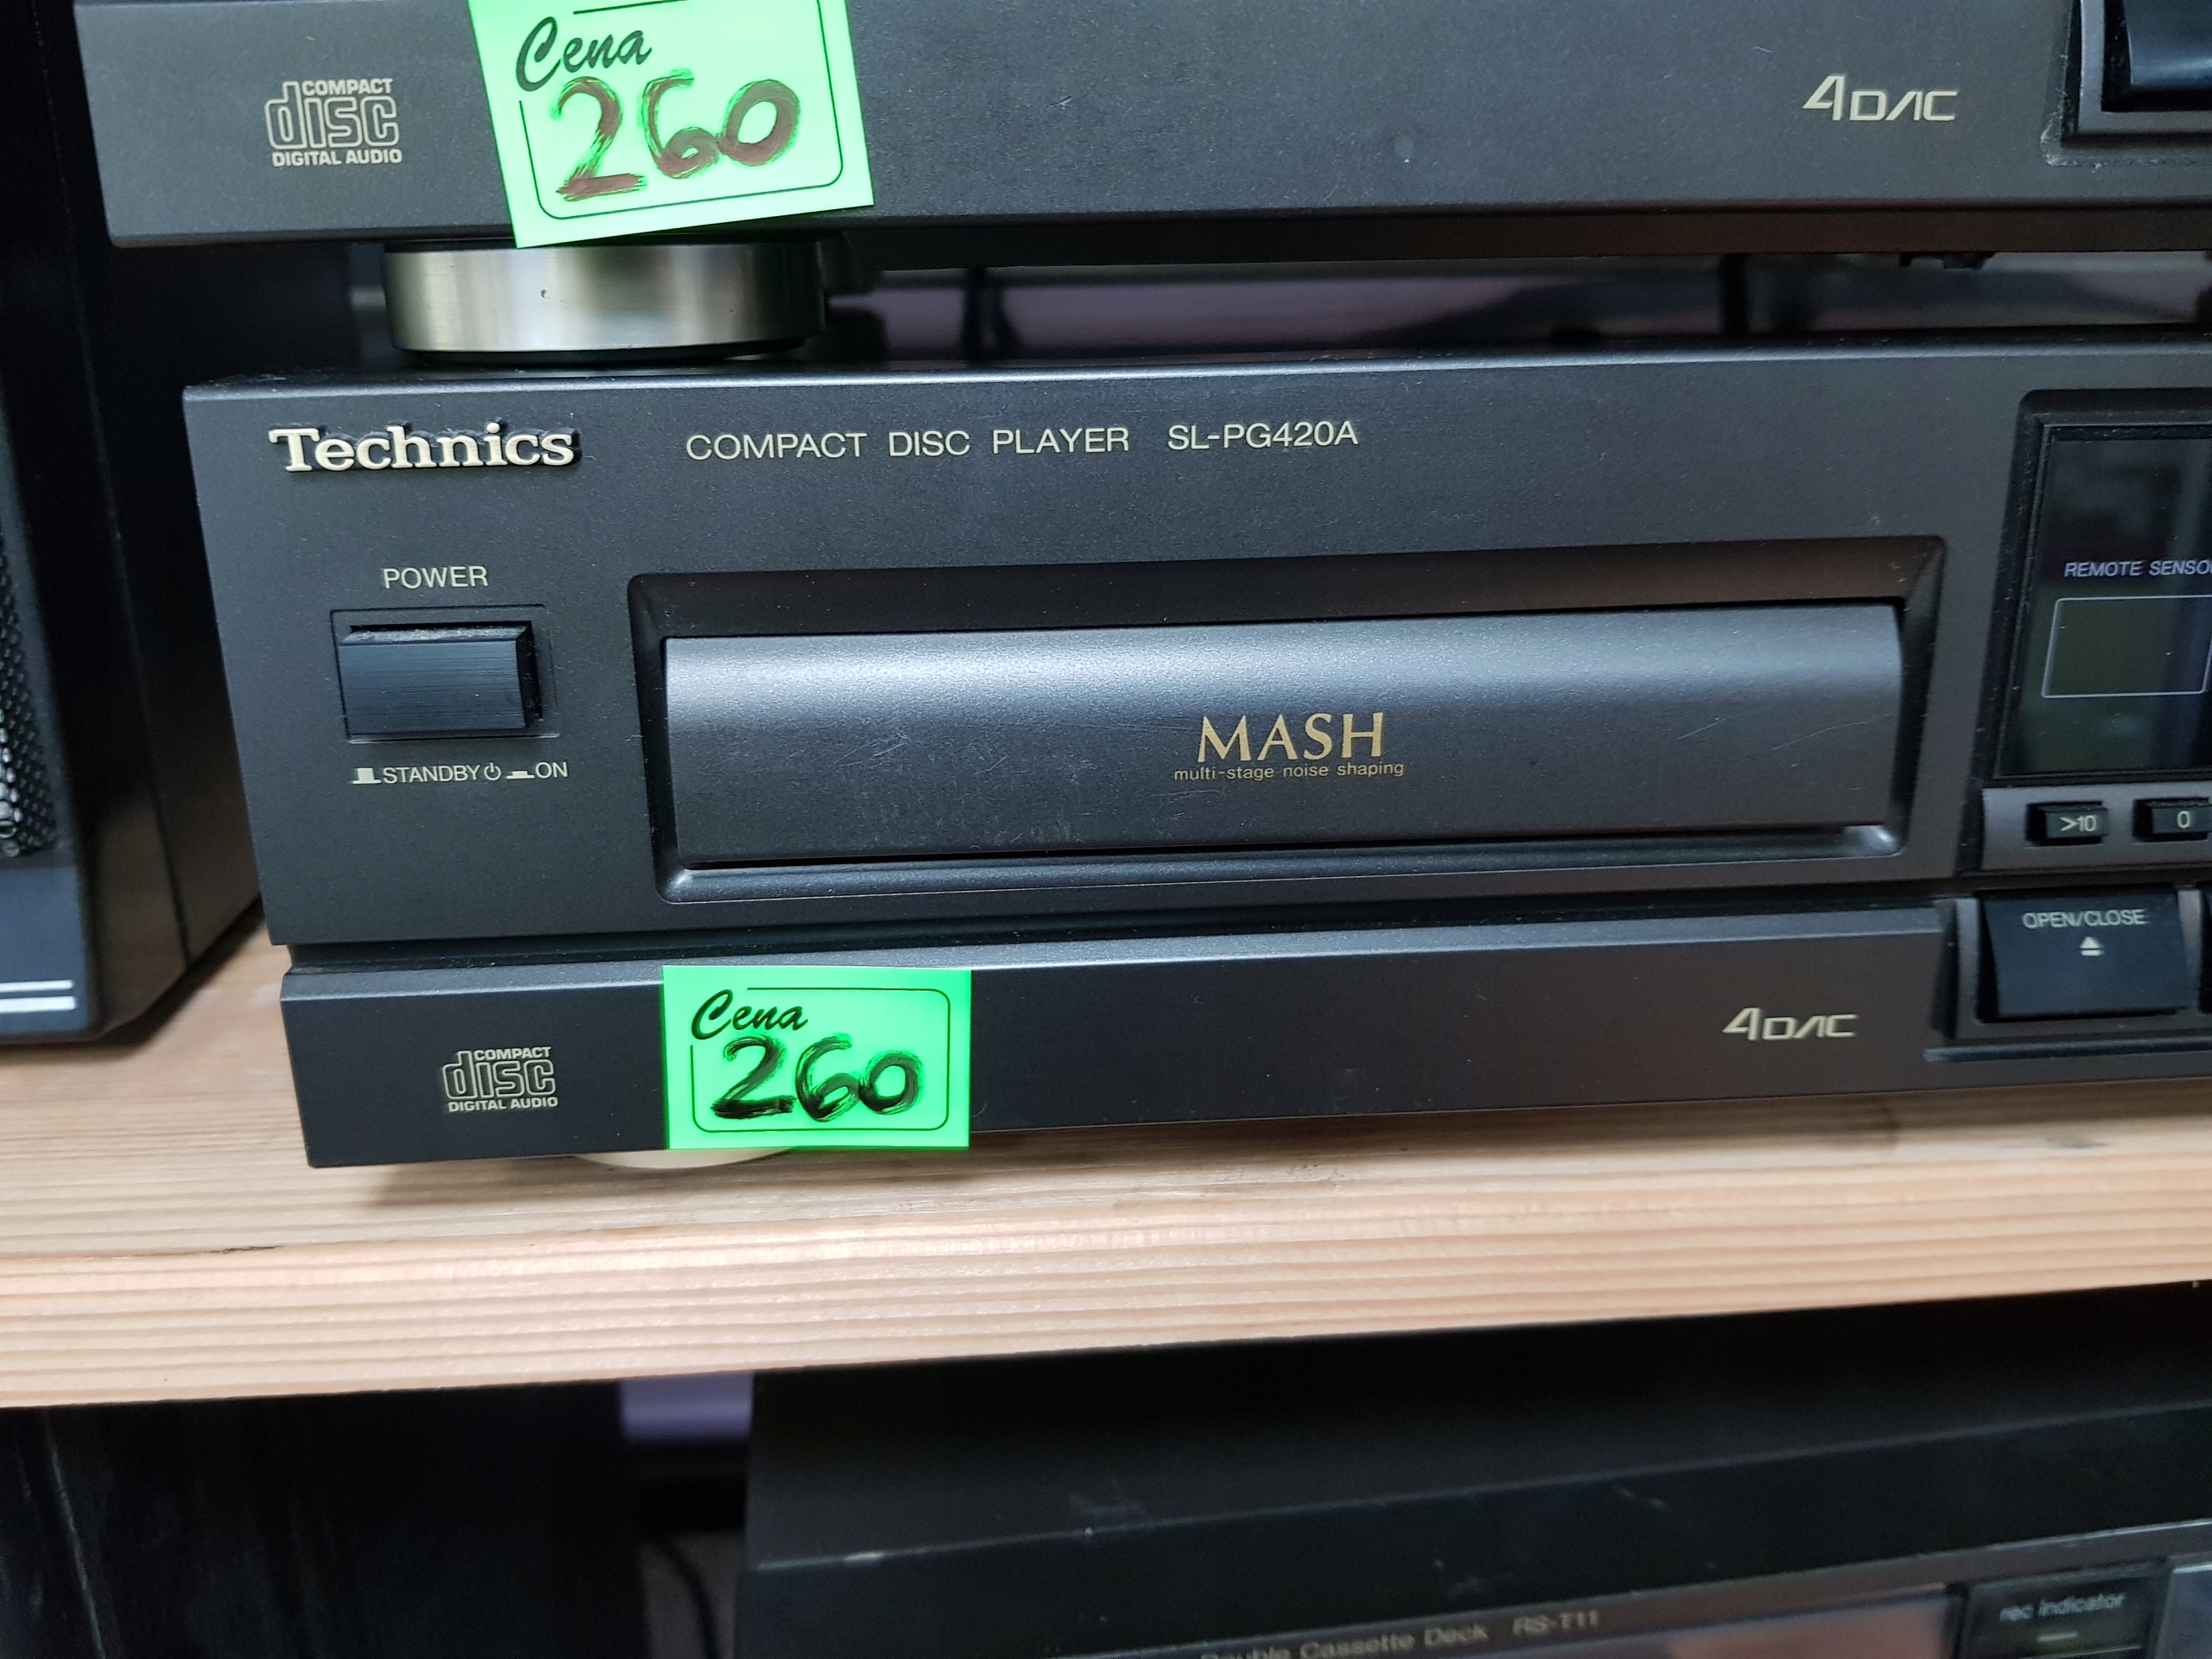 COMPACT
disc
DIGITAL AUDIO
Cena
260
4DAC
Technics
COMPACT DISC PLAYER SL-PG420A
POWER
STANDBY ON
MASH
multi-stage noise shaping
REMOTE SENSO
>10
0
OPEN/CLOSE
COMPACT
disc
DIGITAL AUDIO
Cena
260
4DAC
Double Cassette Deck RS-T11
rec indicator